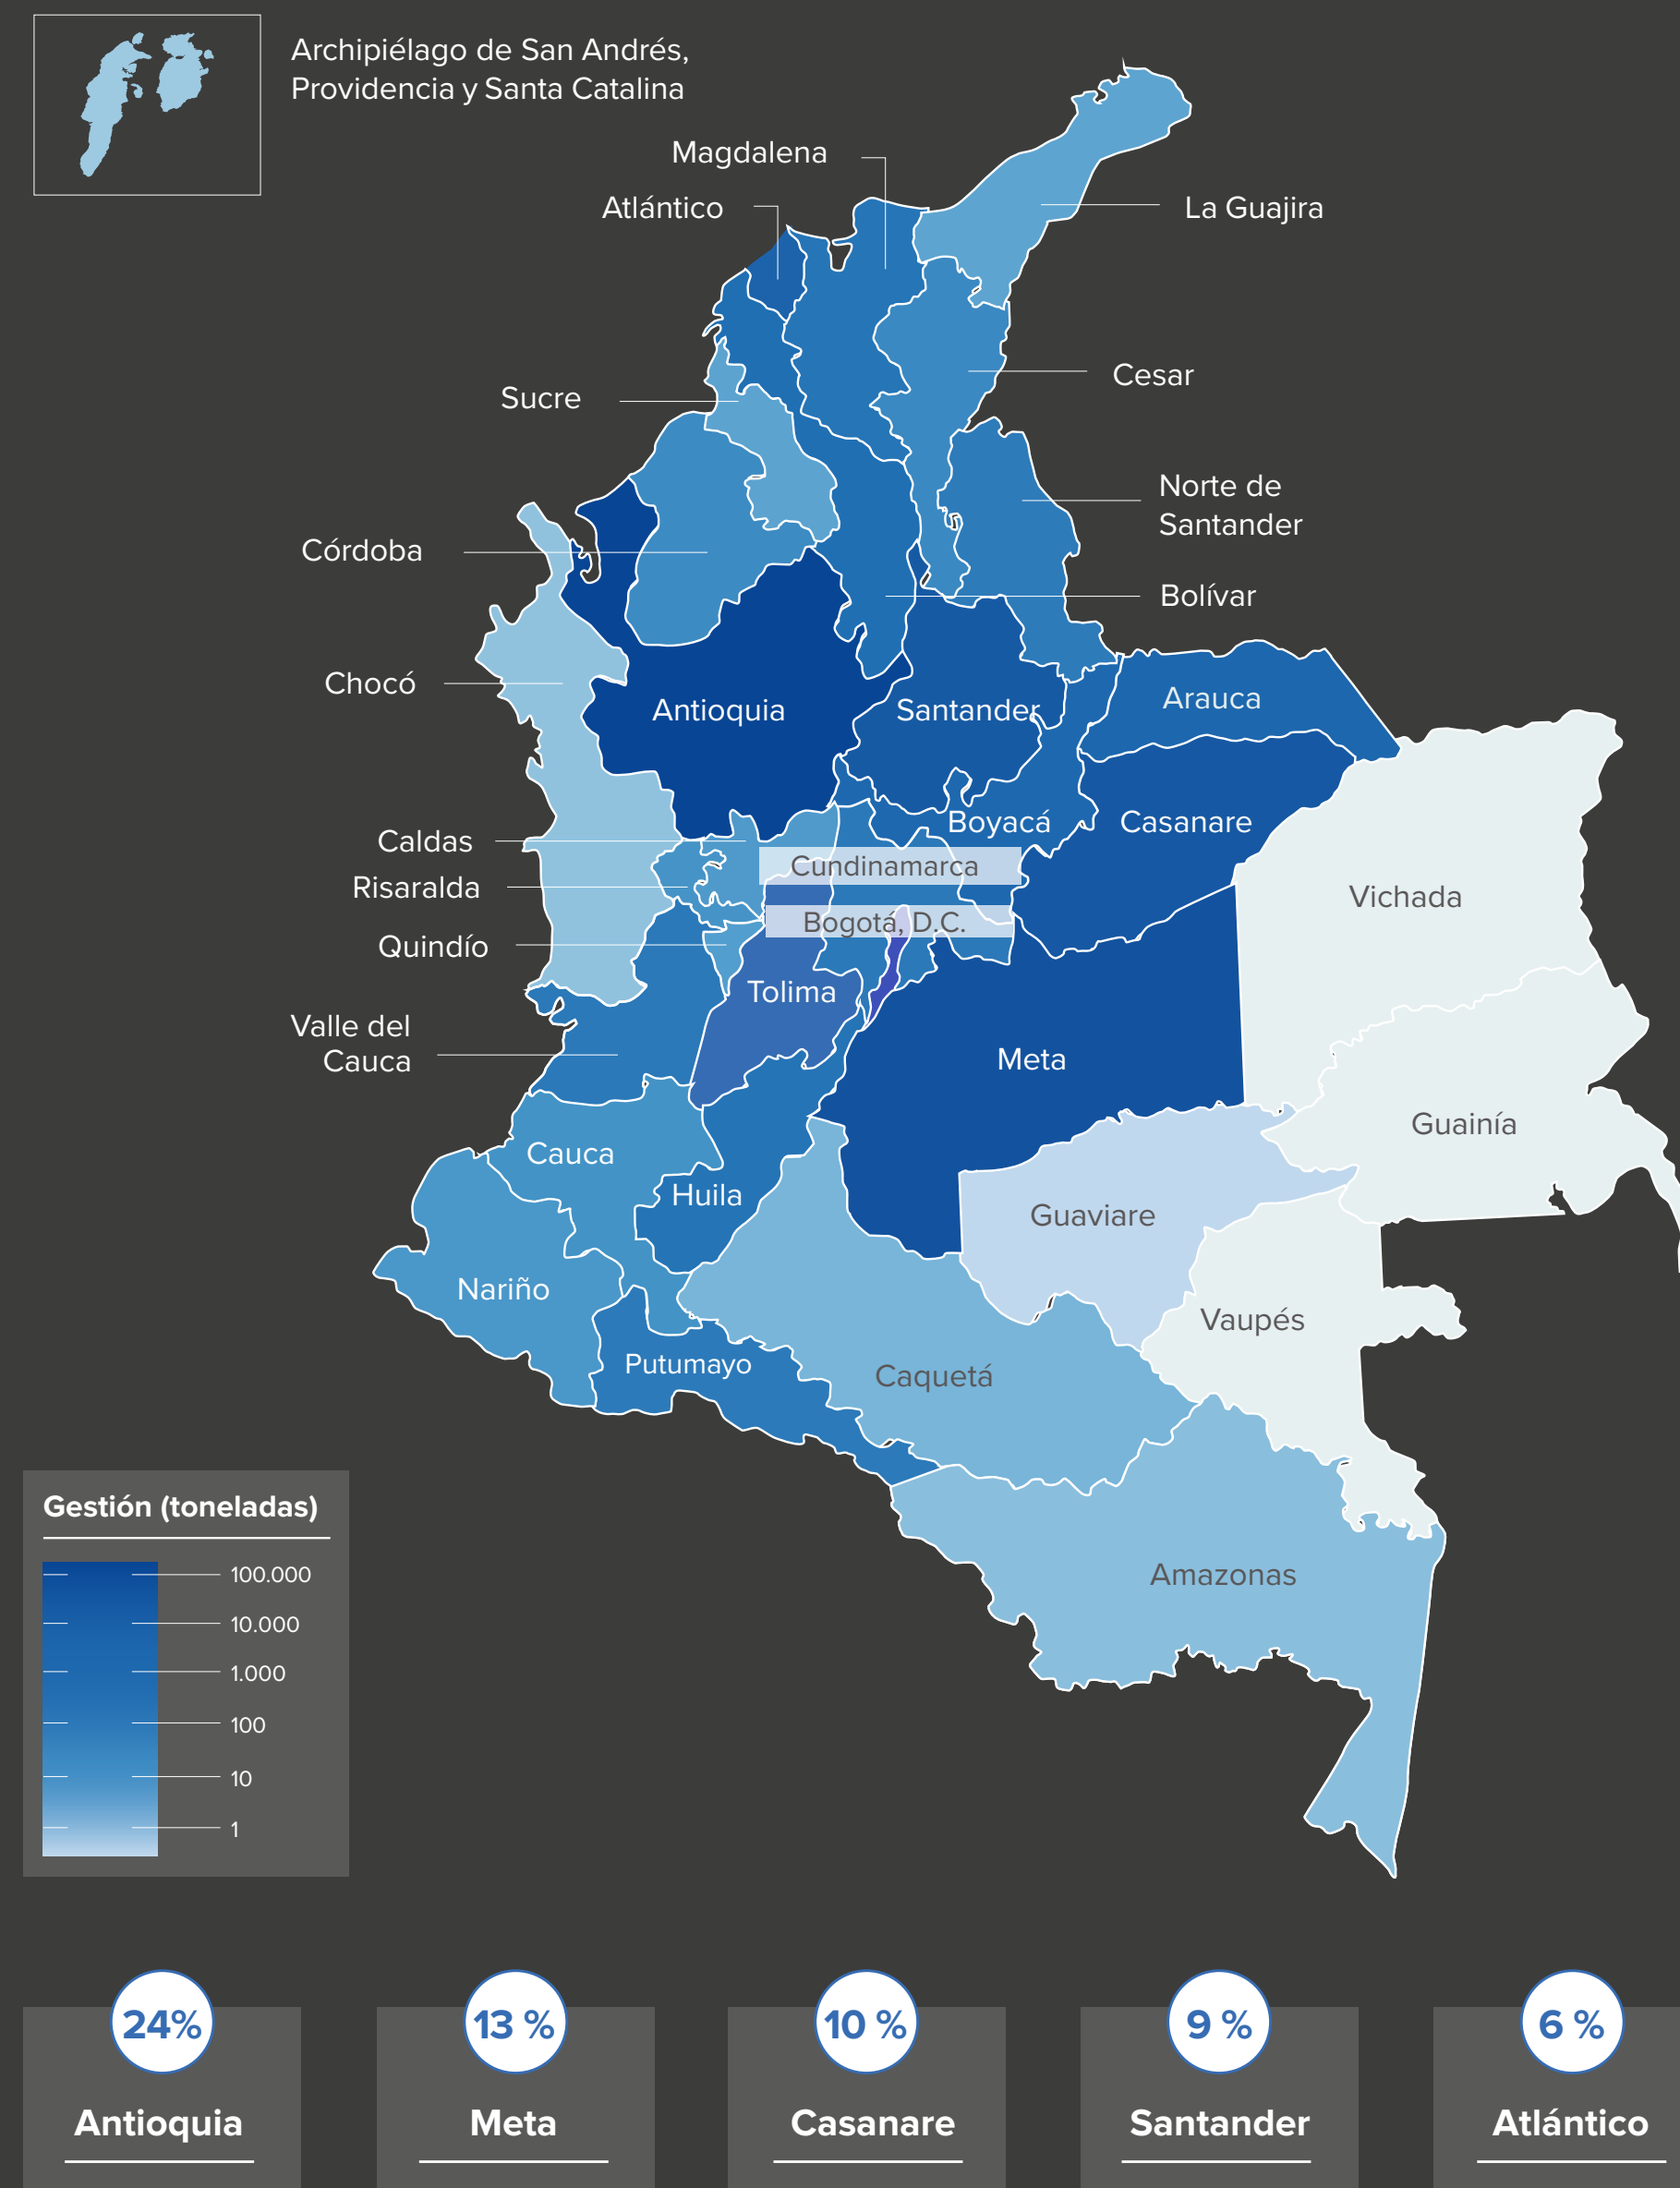 Archipiélago de San Andrés,
Providencia y Santa Catalina
Magdalena
Atlántico
La Guajira
Cesar
Sucre
Norte de
Santander
Córdoba
Bolívar
Chocó
Antioquia
Santander
Arauca
Caldas
Boyacá
Casanare
Cundinamarca
Risaralda
Vichada
Bogotá, D.C.
Quindío
Tolima
Valle del
Cauca
Meta
Guainía
Cauca
Huila
Guaviare
Nariño
Vaupés
Putumayo
Caquetá
Amazonas
Gestión (toneladas)
100.000
10.000
1.000
100
10
1
24%
Antioquia
13 %
Meta
10 %
Casanare
9 %
Santander
6 %
Atlántico